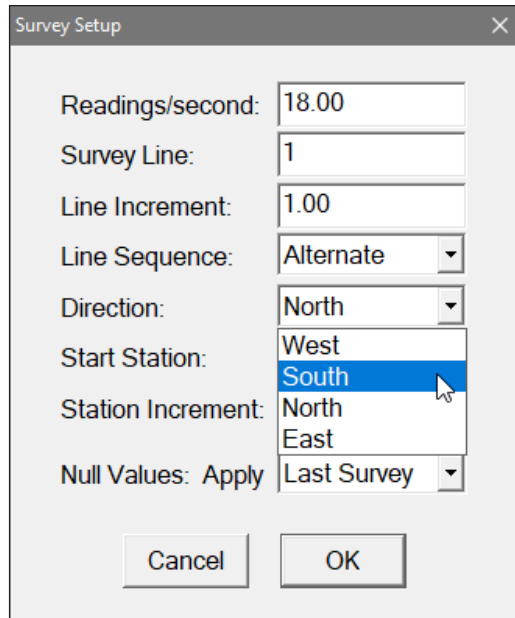 Survey Setup
Readings/second: 18.00
Survey Line: 1
Line Increment: 1.00
Line Sequence: Alternate
Direction: North
West
Start Station:
South
Station Increment: North
East
Null Values: Apply Last Survey
Cancel OK